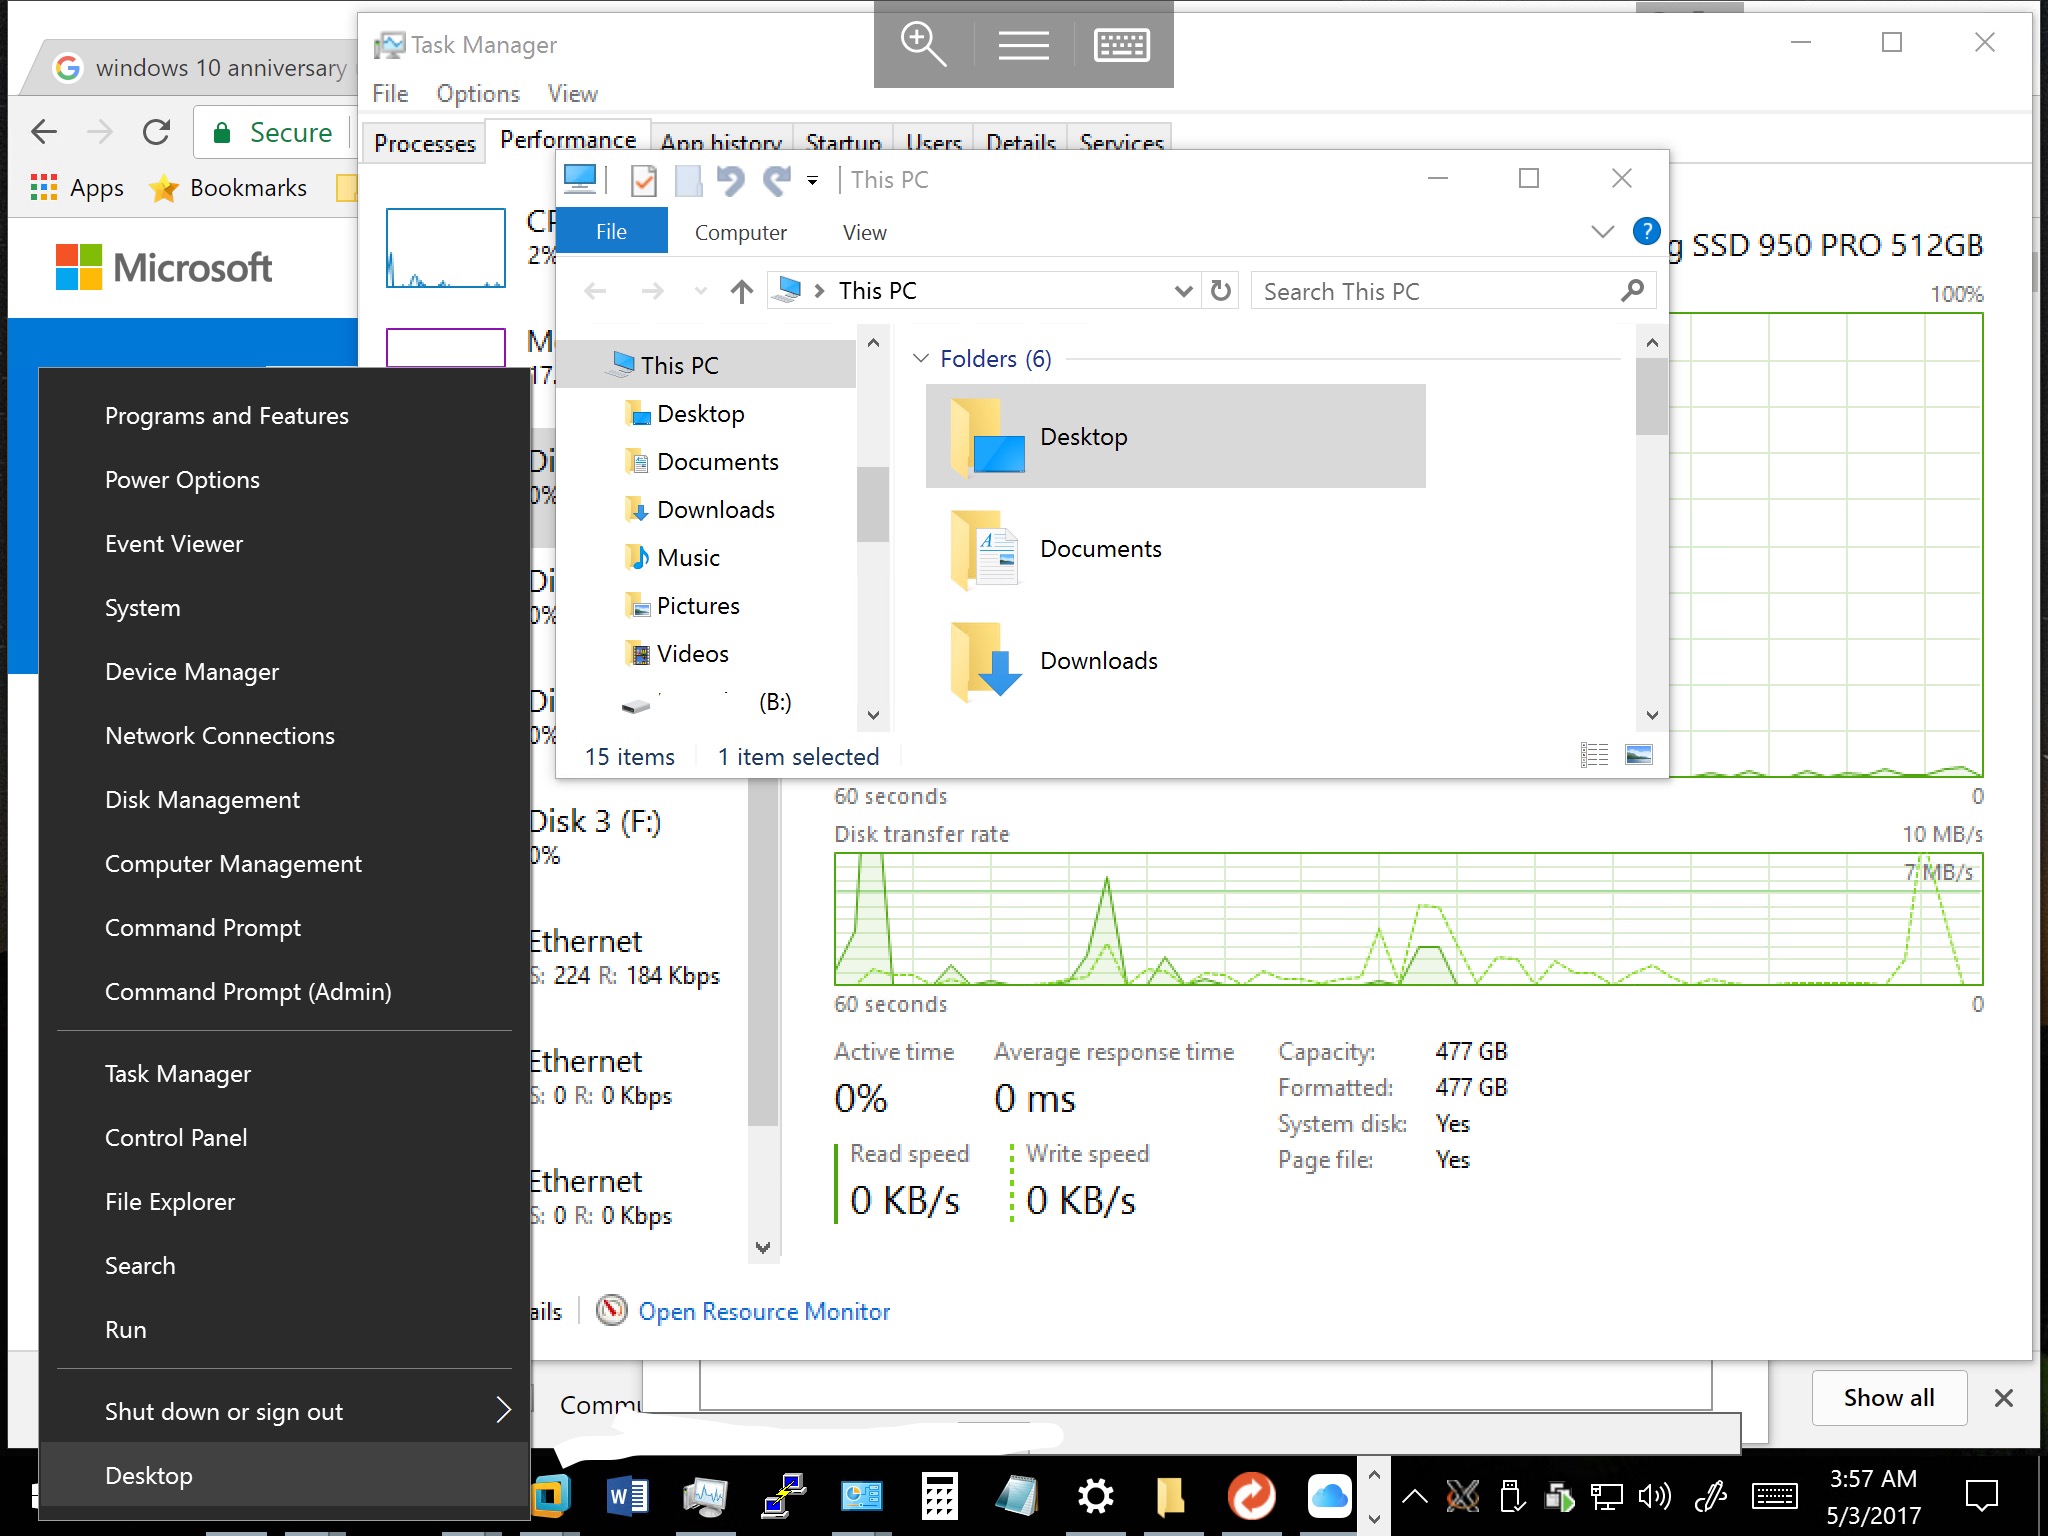 windows 10 anniversary
Secure
Apps
Bookmarks
Microsoft
Task Manager
File Options View
Processes Performance App history Startup Users Details Services
2%
SSD 950 PRO 512GB
100%
This PC
File Computer View
This PC
Search This PC
This PC
Desktop
Documents
Downloads
Music
Pictures
Videos
(B:)
Folders (6)
Desktop
Documents
Downloads
15 items 1 item selected
0%
0%
0%
Disk 3 (F:)
0%
Ethernet
S: 224 R: 184 Kbps
Ethernet
S: 0 R: 0 Kbps
Ethernet
S: 0 R: 0 Kbps
60 seconds 0
Disk transfer rate 10 MB/s
7 MB/s
60 seconds 0
Active time Average response time
0% 0 ms
Read speed Write speed
0 KB/s 0 KB/s
Capacity: 477 GB
Formatted: 477 GB
System disk: Yes
Page file: Yes
Open Resource Monitor
Programs and Features
Power Options
Event Viewer
System
Device Manager
Network Connections
Disk Management
Computer Management
Command Prompt
Command Prompt (Admin)
Task Manager
Control Panel
File Explorer
Search
Run
Shut down or sign out
Desktop
Show all
3:57 AM
5/3/2017